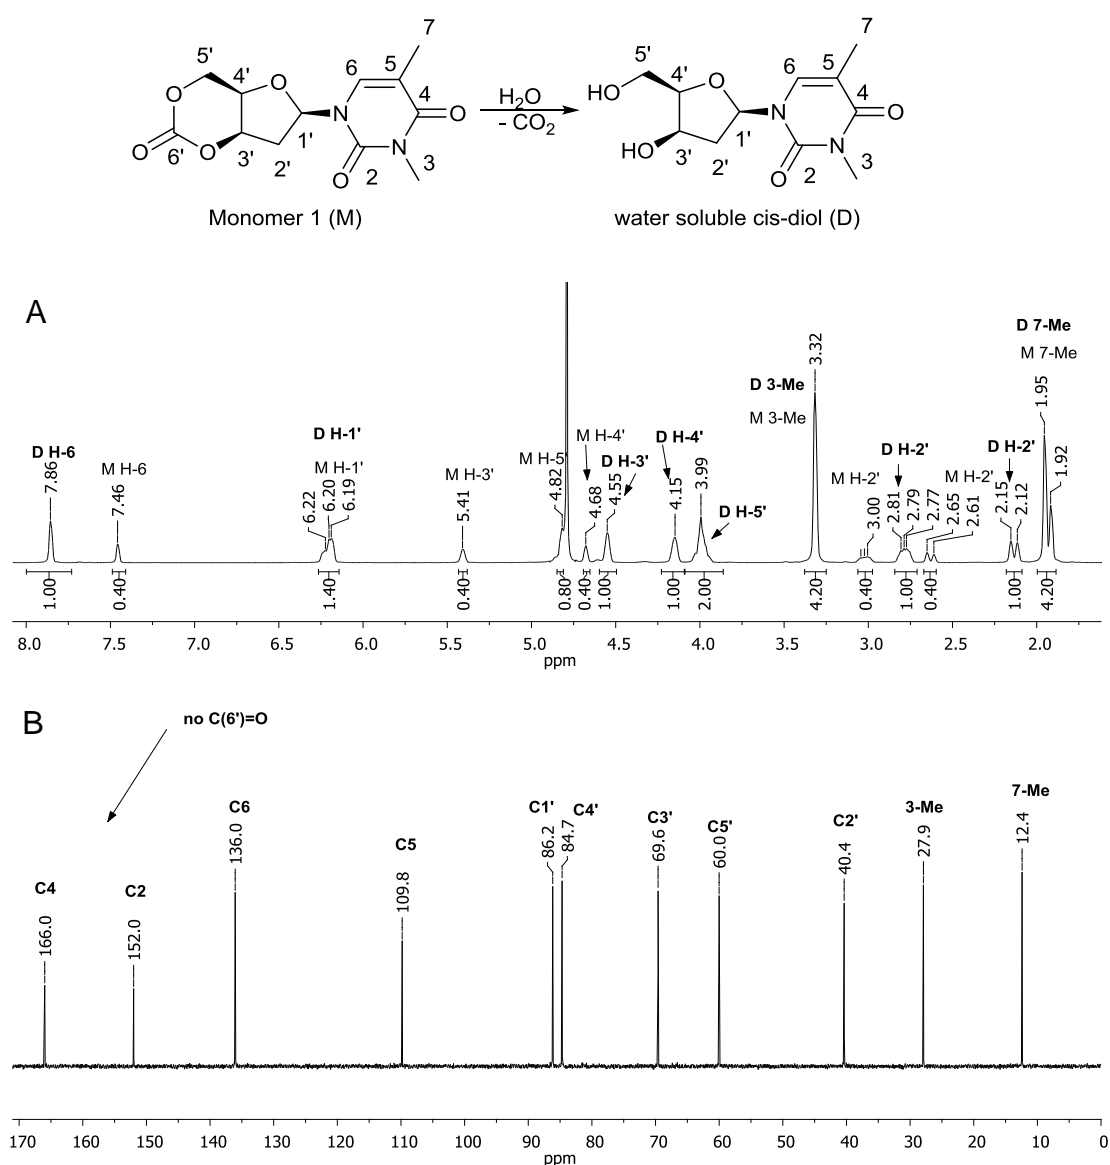 7
5'
4'
O
6
5
4
O
H2O
- CO2
O
6'
O
O
3'
2'
1'
N
N
O
2
3
7
5'
HO
4'
O
6
5
4
O
HO
3'
2'
1'
N
N
O
2
3
Monomer 1 (M)
water soluble cis-diol (D)
A
D 7-Me
M 7-Me
D 3-Me
M 3-Me
D H-6
M H-6
D H-1'
M H-1'
M H-3'
M H-5'
M H-4'
D H-3'
D H-4'
D H-5'
M H-2'
D H-2'
M H-2'
D H-2'
7.86
7.46
6.22
6.20
6.19
5.41
4.82
4.68
4.55
4.15
3.99
3.32
3.00
2.81
2.79
2.77
2.65
2.61
2.15
2.12
1.95
1.92
1.00
0.40
1.40
0.40
0.80
0.40
1.00
1.00
2.00
4.20
0.40
1.00
0.40
1.00
4.20
8.0 7.5 7.0 6.5 6.0 5.5 5.0 4.5 4.0 3.5 3.0 2.5 2.0
ppm
B
no C(6')=O
C4
C2
C6
C5
C1'
C4'
C3'
C5'
C2'
3-Me
7-Me
166.0
152.0
136.0
109.8
86.2
84.7
69.6
60.0
40.4
27.9
12.4
170 160 150 140 130 120 110 100 90 80 70 60 50 40 30 20 10 0
ppm